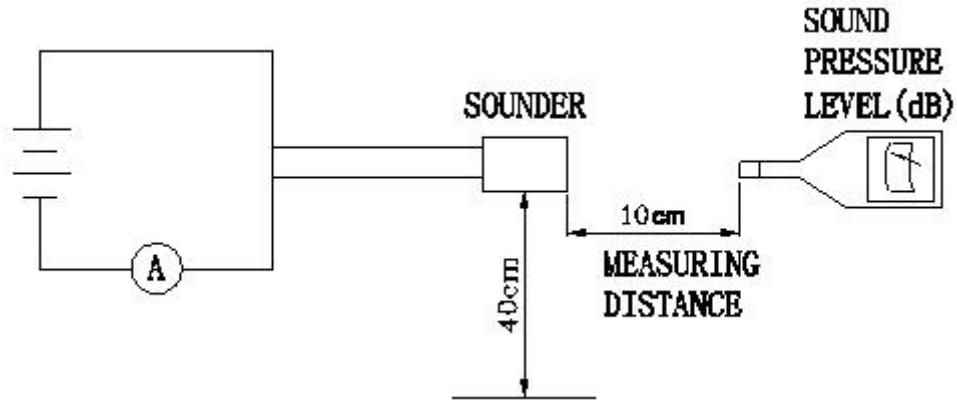 SOUND
PRESSURE
LEVEL(dB)
SOUNDER
10cm
A
MEASURING
DISTANCE
40cm